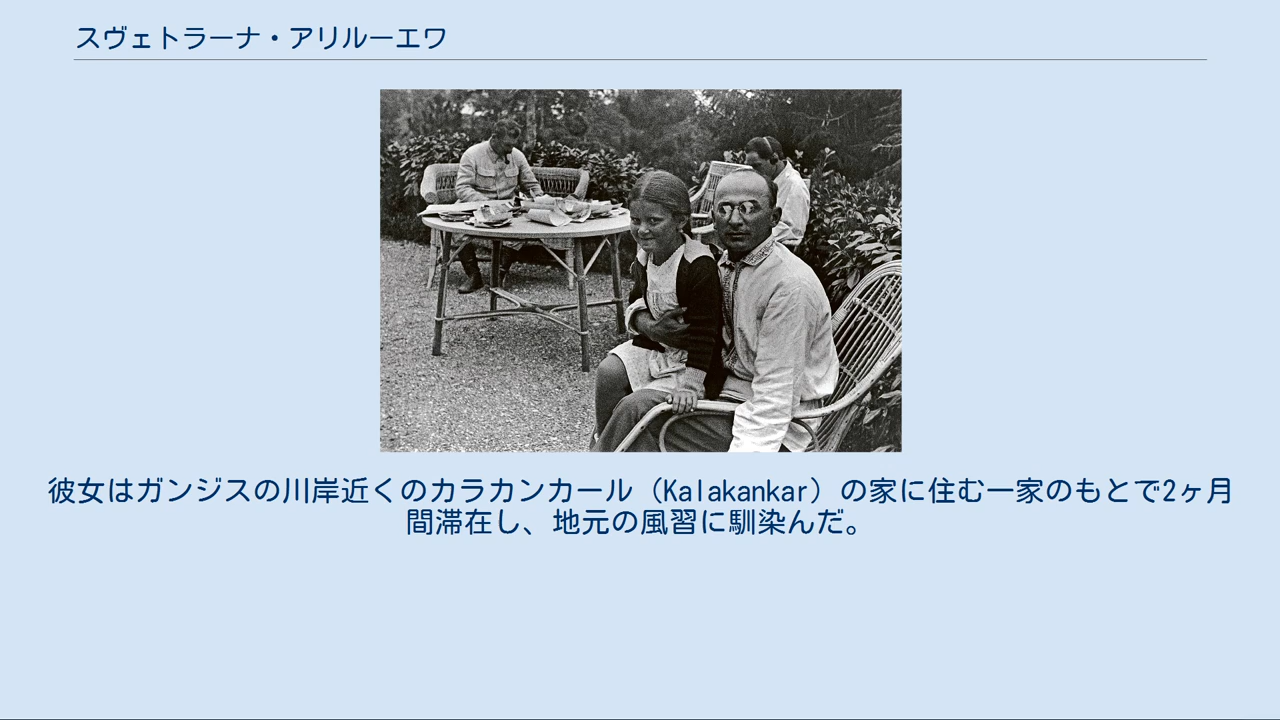 スヴェトラーナ・アリルーエワ
彼女はガンジスの川岸近くのカラカンカール（Kalakankar）の家に住む一家のもとで2ヶ月
間滞在し、地元の風習に馴染んだ。